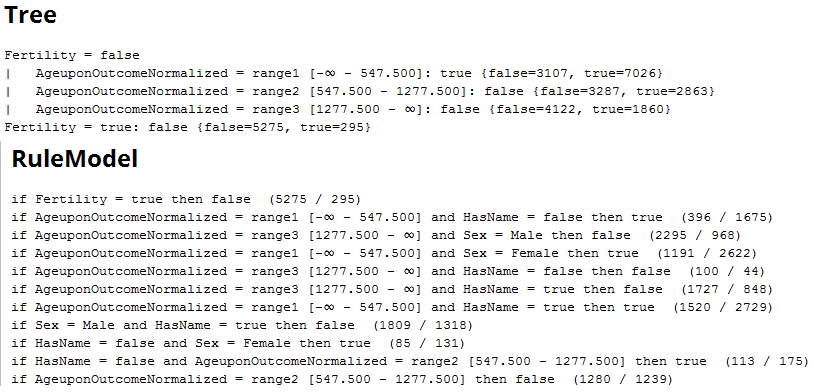 Tree
Fertility = false
|   AgeuponOutcomeNormalized = range1 [-∞ - 547.500]: true {false=3107, true=7026}
|   AgeuponOutcomeNormalized = range2 [547.500 - 1277.500]: false {false=3287, true=2863}
|   AgeuponOutcomeNormalized = range3 [1277.500 - ∞]: false {false=4122, true=1860}
Fertility = true: false {false=5275, true=295}
RuleModel
if Fertility = true then false  (5275 / 295)
if AgeuponOutcomeNormalized = range1 [-∞ - 547.500] and HasName = false then true  (396 / 1675)
if AgeuponOutcomeNormalized = range3 [1277.500 - ∞] and Sex = Male then false  (2295 / 968)
if AgeuponOutcomeNormalized = range1 [-∞ - 547.500] and Sex = Female then true  (1191 / 2622)
if AgeuponOutcomeNormalized = range3 [1277.500 - ∞] and HasName = false then false  (100 / 44)
if AgeuponOutcomeNormalized = range3 [1277.500 - ∞] and HasName = true then false  (1727 / 848)
if AgeuponOutcomeNormalized = range1 [-∞ - 547.500] and HasName = true then true  (1520 / 2729)
if Sex = Male and HasName = true then false  (1809 / 1318)
if HasName = false and Sex = Female then true  (85 / 131)
if HasName = false and AgeuponOutcomeNormalized = range2 [547.500 - 1277.500] then true  (113 / 175)
if AgeuponOutcomeNormalized = range2 [547.500 - 1277.500] then false  (1280 / 1239)